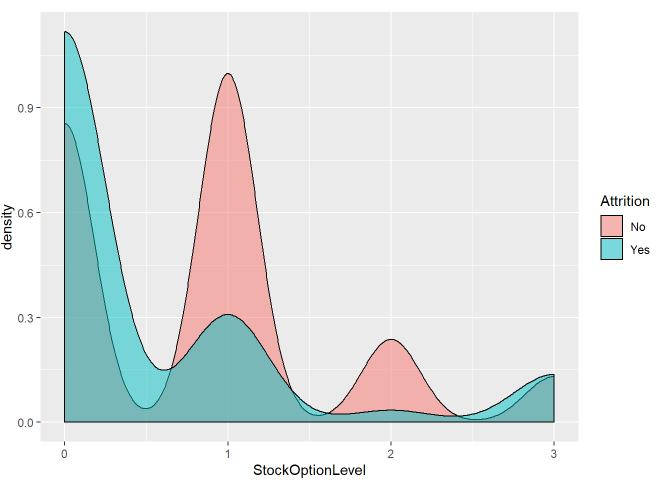 0.9
0.6
0.3
0.0
density
0 1 2 3
StockOptionLevel
Attrition
No
Yes